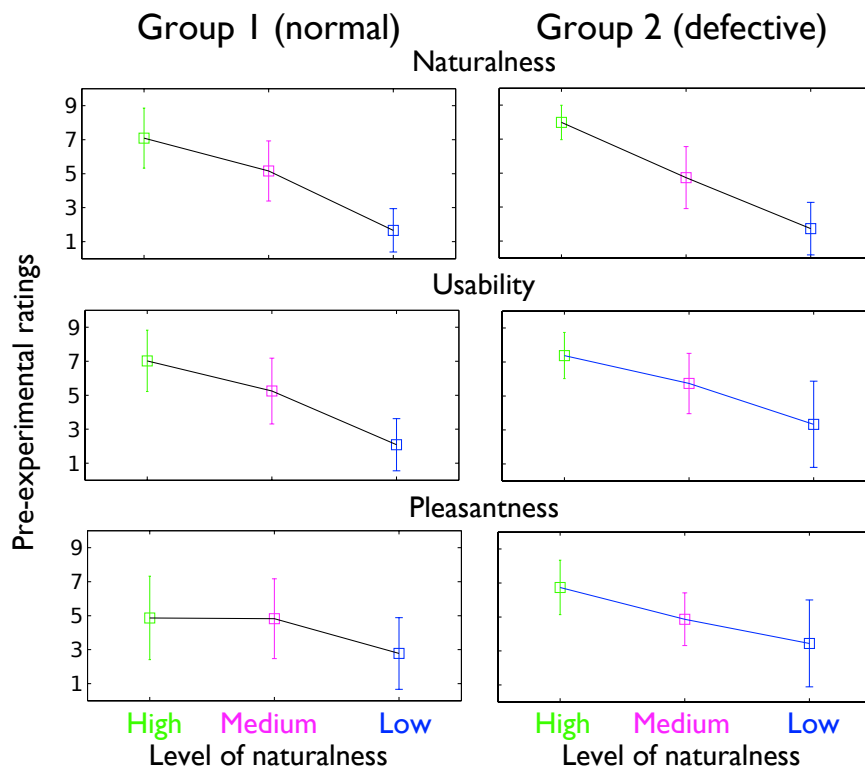 Group 1 (normal) Group 2 (defective)
Naturalness
9
7
5
3
1
Usability
9
7
5
3
1
Pleasantness
9
7
5
3
1
Pre-experimental ratings
High Medium Low High Medium Low
Level of naturalness Level of naturalness